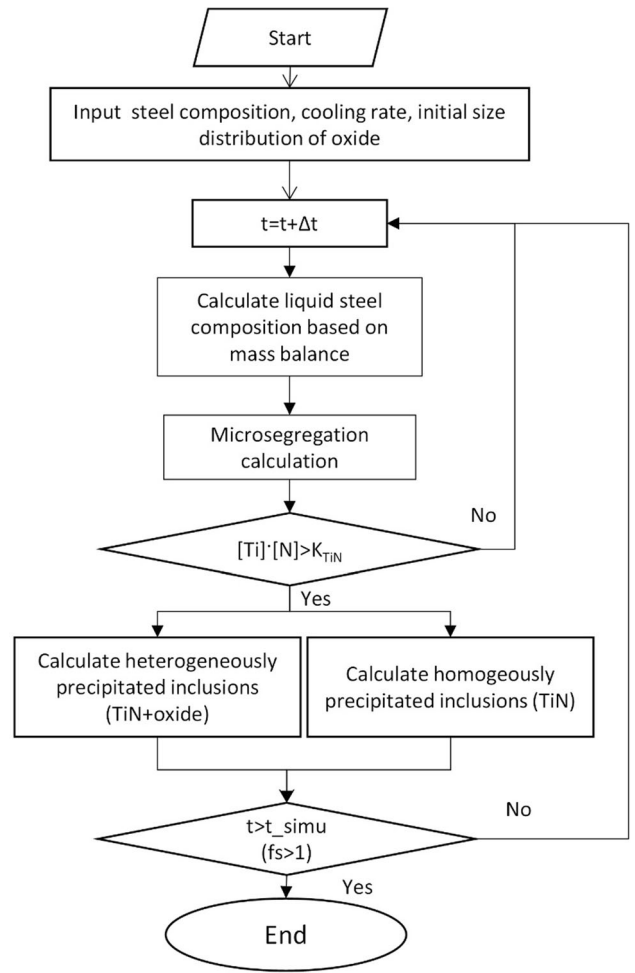 Start
Input steel composition, cooling rate, initial size
distribution of oxide
t=t+Δt
Calculate liquid steel
composition based on
mass balance
Microsegregation
calculation
No
[Ti]·[N]>K_TiN
Yes
Calculate heterogeneously
precipitated inclusions
(TiN+oxide)
Calculate homogeously
precipitated inclusions (TiN)
No
t>t_simu
(fs>1)
Yes
End